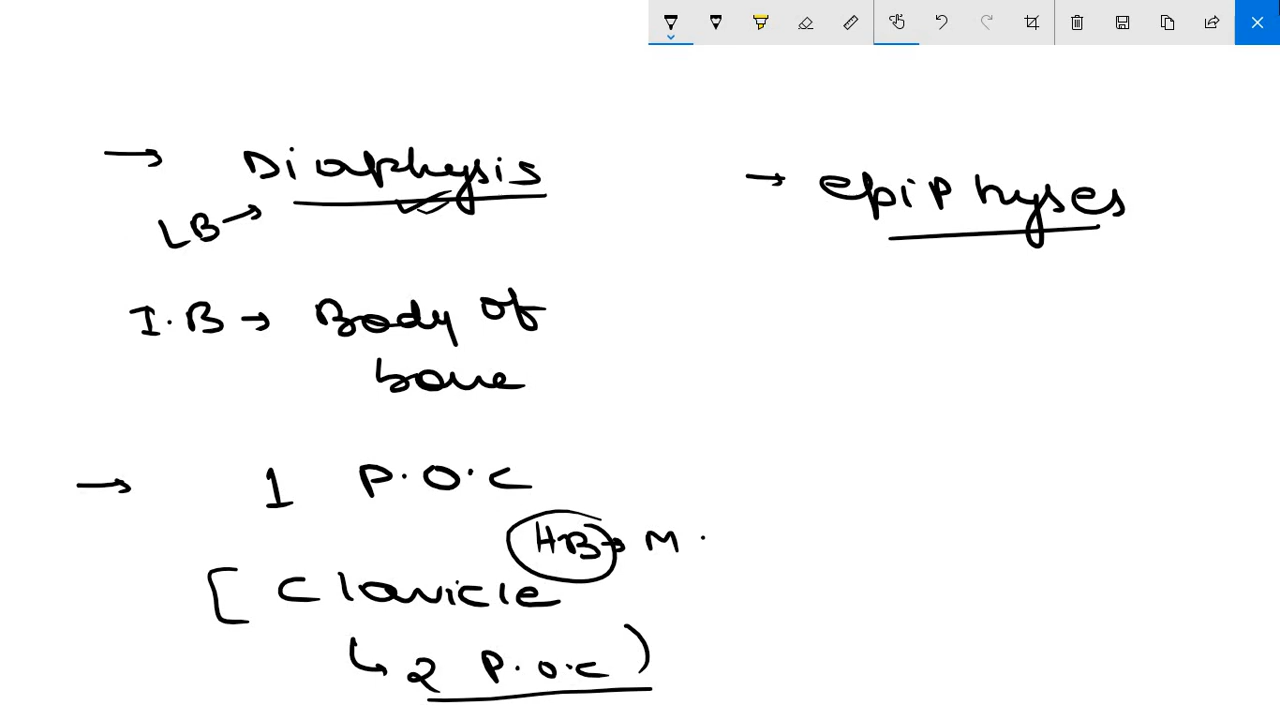 → Diaphysis
LB →
I.B → Body of
bone
→ 1 P.O.C
HB → M.
[ Clavicle
↳ 2 P.O.C )
→ epiphyses